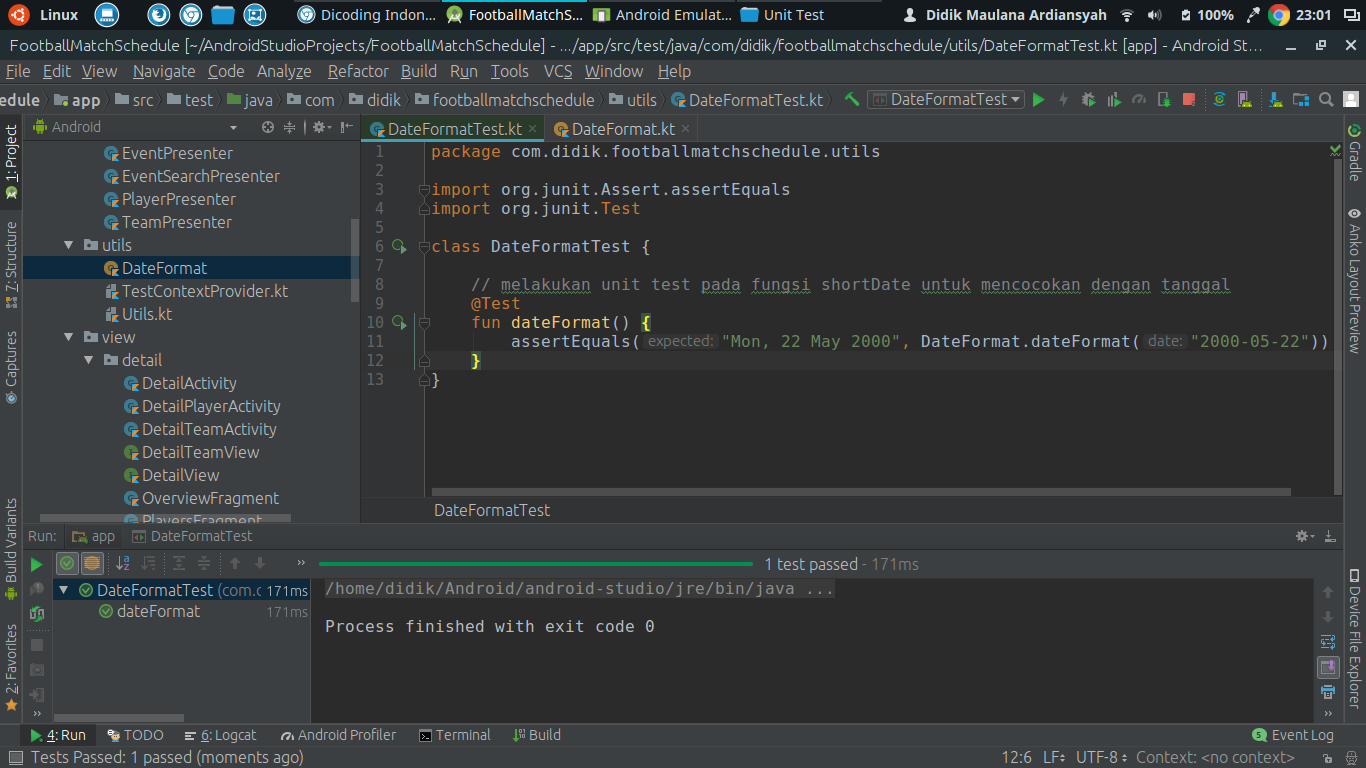 Linux
Dicoding Indon...
FootballMatchS...
Android Emulat...
Unit Test
Didik Maulana Ardiansyah
100%
23:01
FootballMatchSchedule [~/AndroidStudioProjects/FootballMatchSchedule] - .../app/src/test/java/com/didik/footballmatchschedule/utils/DateFormatTest.kt [app] - Android St...
File Edit View Navigate Code Analyze Refactor Build Run Tools VCS Window Help
edule app src test java com didik footballmatchschedule utils DateFormatTest.kt DateFormatTest
Android
DateFormatTest.kt DateFormat.kt
1: Project
7: Structure
Captures
Build Variants
2: Favorites
EventPresenter
EventSearchPresenter
PlayerPresenter
TeamPresenter
utils
DateFormat
TestContextProvider.kt
Utils.kt
view
detail
DetailActivity
DetailPlayerActivity
DetailTeamActivity
DetailTeamView
DetailView
OverviewFragment
PlayersFragment
1 package com.didik.footballmatchschedule.utils
2
3 import org.junit.Assert.assertEquals
4 import org.junit.Test
5
6 class DateFormatTest {
7
8 // melakukan unit test pada fungsi shortDate untuk mencocokan dengan tanggal
9 @Test
10 fun dateFormat() {
11 assertEquals( expected: "Mon, 22 May 2000", DateFormat.dateFormat( date: "2000-05-22"))
12 }
13 }
DateFormatTest
Gradle
Anko Layout Preview
Device File Explorer
Run: app DateFormatTest
1 test passed - 171ms
DateFormatTest (com.c 171ms
dateFormat 171ms
/home/didik/Android/android-studio/jre/bin/java ...
Process finished with exit code 0
4: Run TODO 6: Logcat Android Profiler Terminal Build 5 Event Log
Tests Passed: 1 passed (moments ago) 12:6 LF UTF-8 Context: <no context>